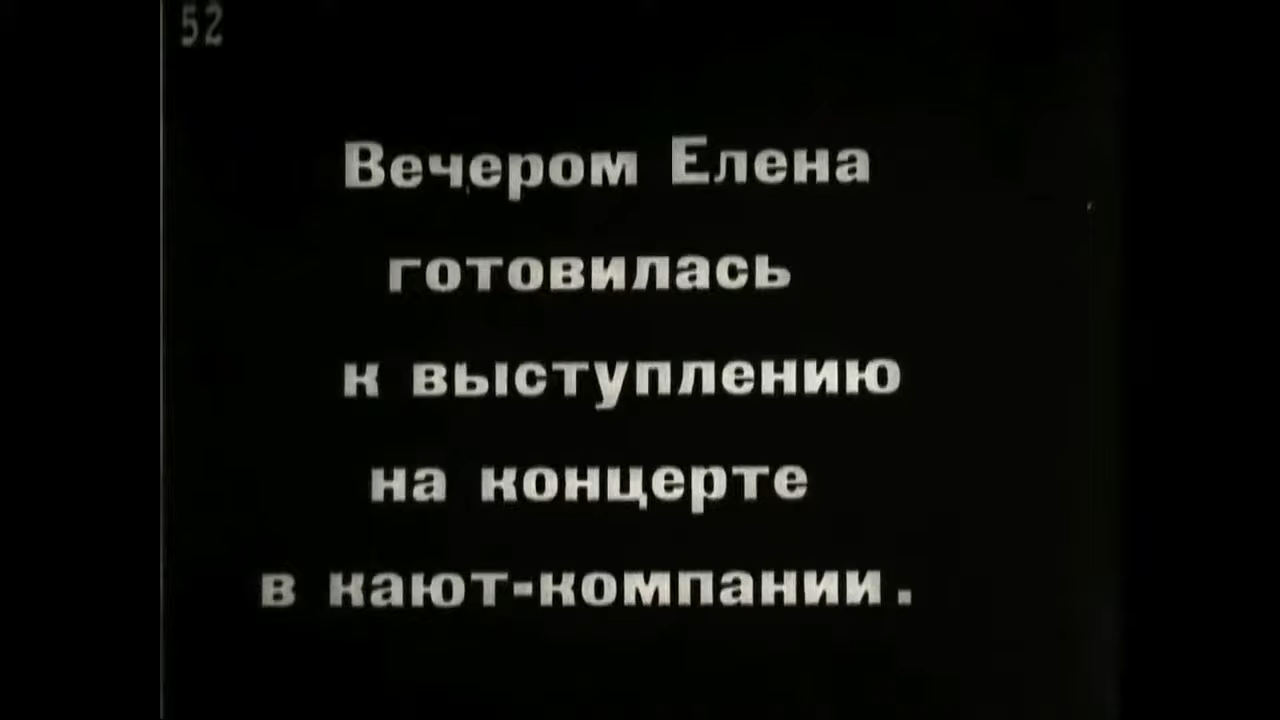 52
Вечером Елена
готовилась
к выступлению
на концерте
в кают-компании.